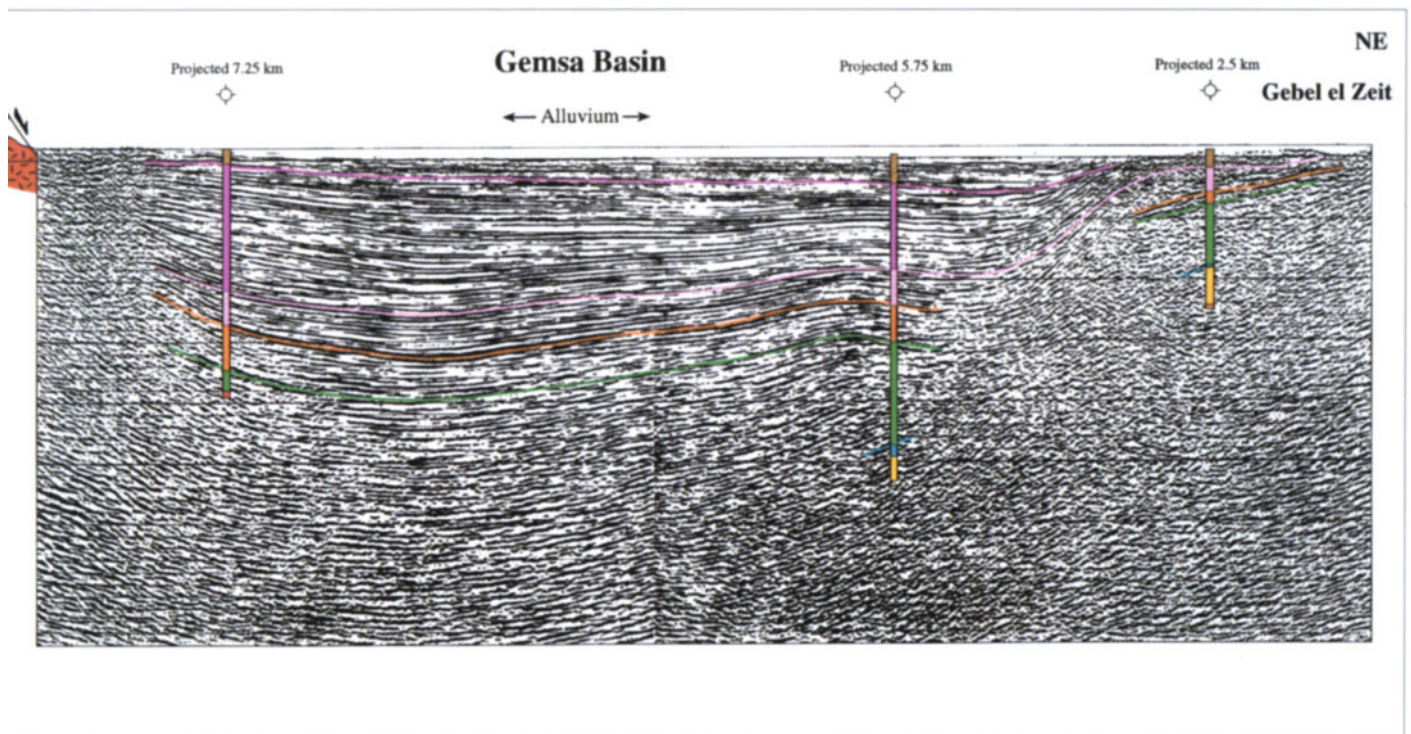 NE
Gemsa Basin
Projected 7.25 km
Projected 5.75 km
Projected 2.5 km
Gebel el Zeit
← Alluvium →